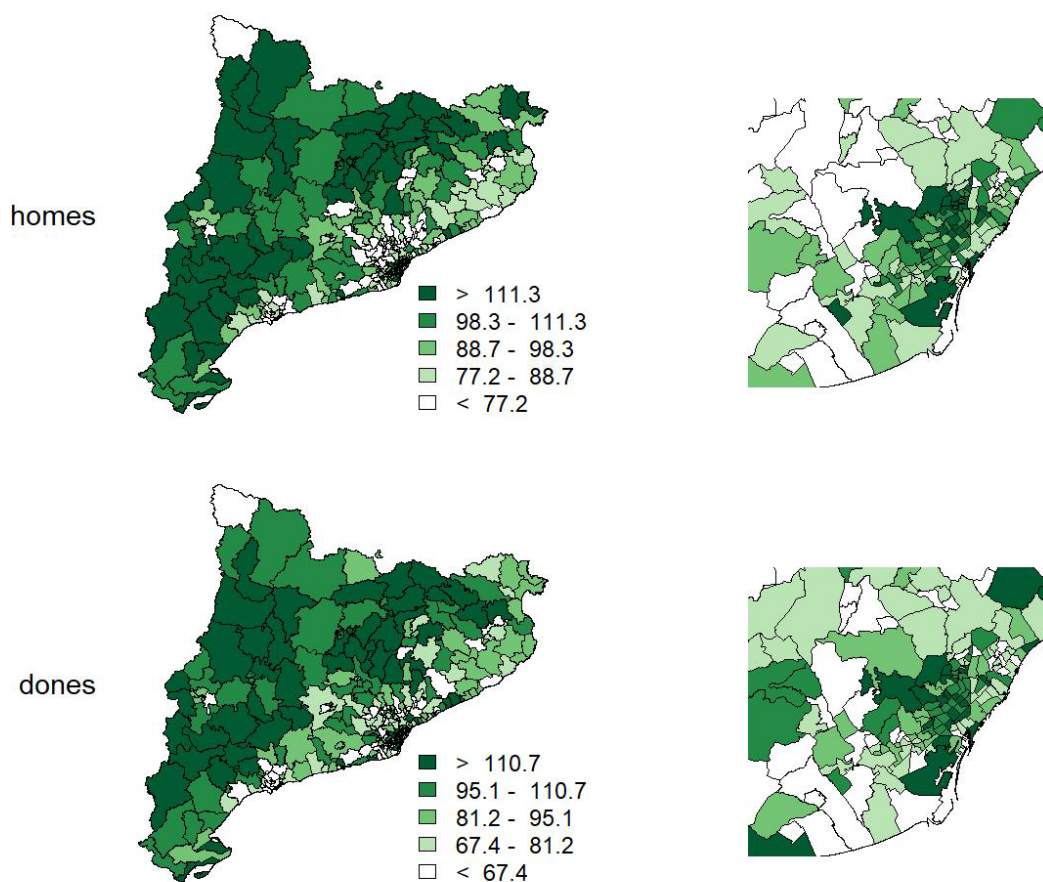 homes
> 111.3
98.3 - 111.3
88.7 - 98.3
77.2 - 88.7
< 77.2
dones
> 110.7
95.1 - 110.7
81.2 - 95.1
67.4 - 81.2
< 67.4